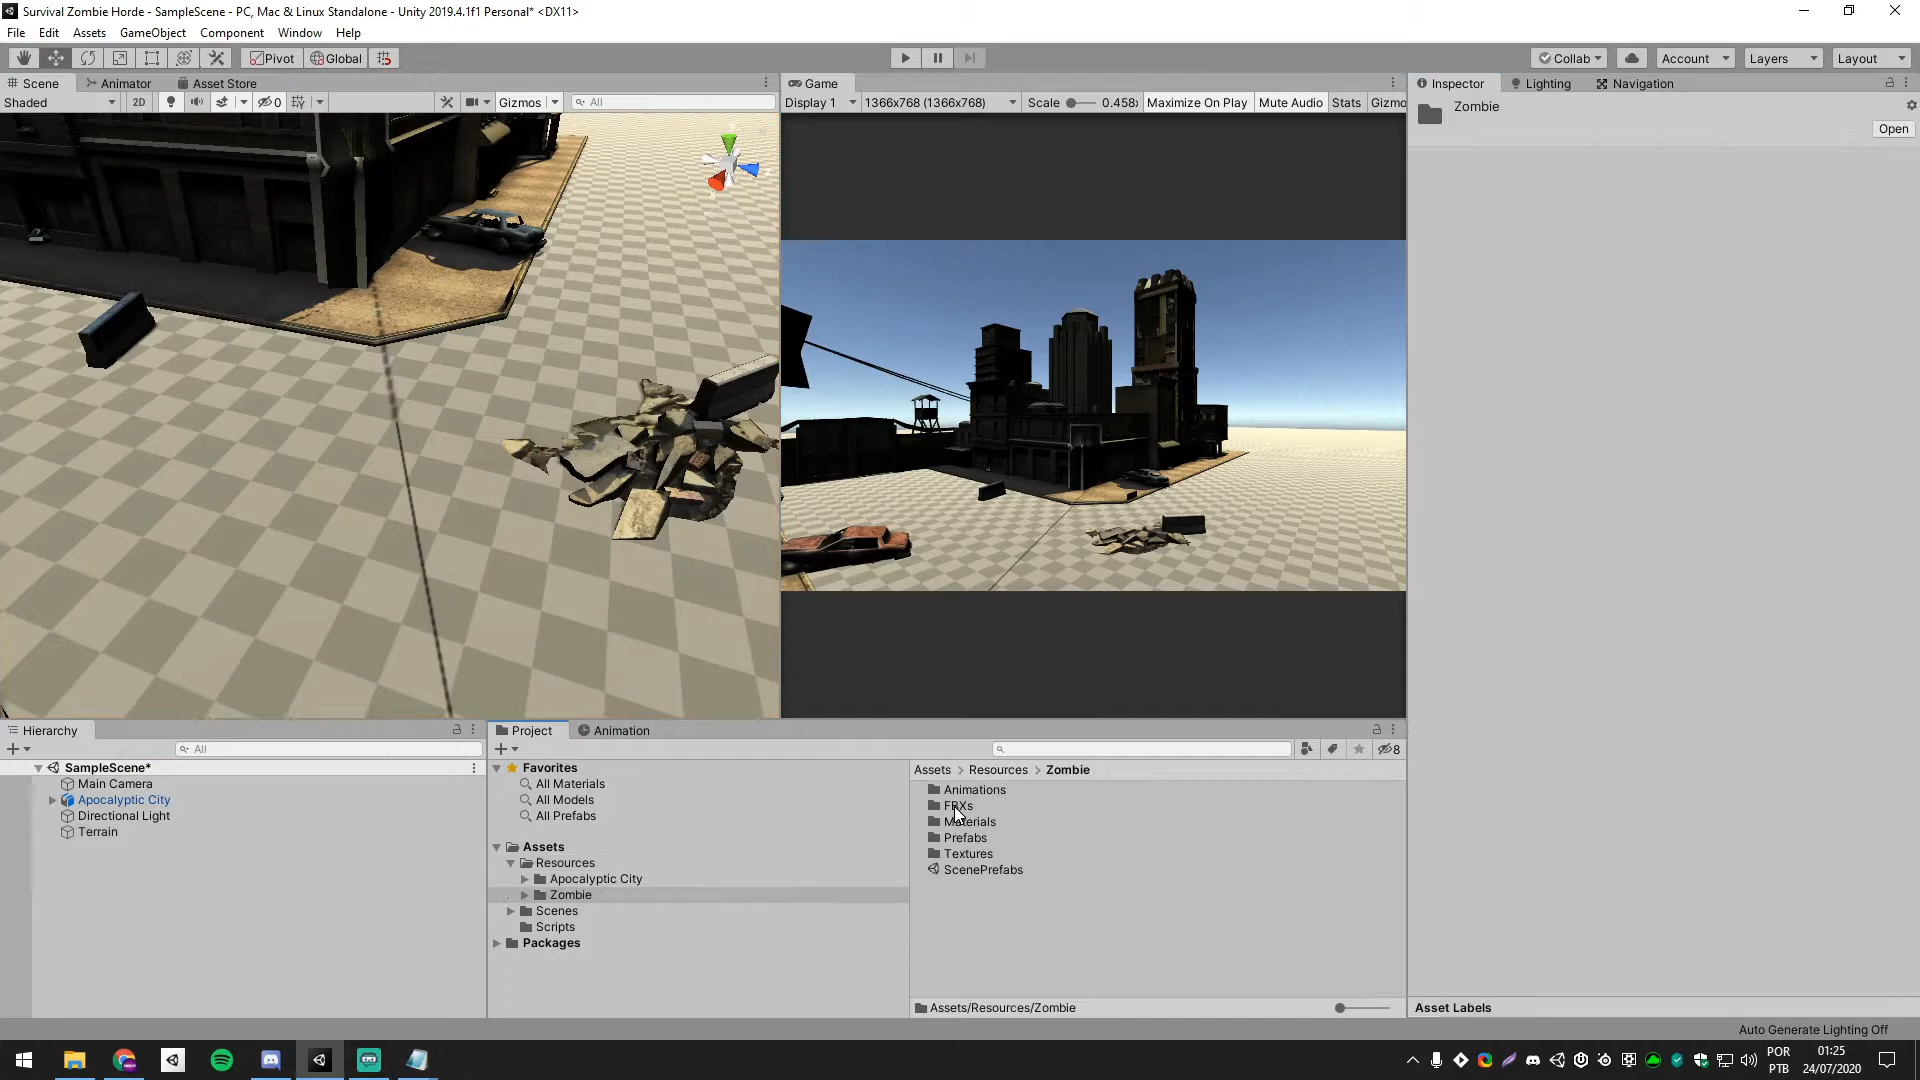 Survival Zombie Horde - SampleScene - PC, Mac & Linux Standalone - Unity 2019.4.1f1 Personal* <DX11>
File Edit Assets GameObject Component Window Help
Pivot Global Collab Account Layers Layout
Scene Animator Asset Store Game Inspector Lighting Navigation
Shaded 2D 0 Gizmos All Display 1 1366x768 (1366x768) Scale 0.458x Maximize On Play Mute Audio Stats Gizmo
Zombie
Open
Hierarchy Project Animation
All 8
SampleScene* Favorites Assets > Resources > Zombie
Main Camera All Materials Animations
Apocalyptic City All Models FBXs
Directional Light All Prefabs Materials
Terrain Prefabs
Assets Textures
Resources ScenePrefabs
Apocalyptic City
Zombie
Scenes
Scripts
Packages
Assets/Resources/Zombie Asset Labels
Auto Generate Lighting Off
POR 01:25
PTB 24/07/2020